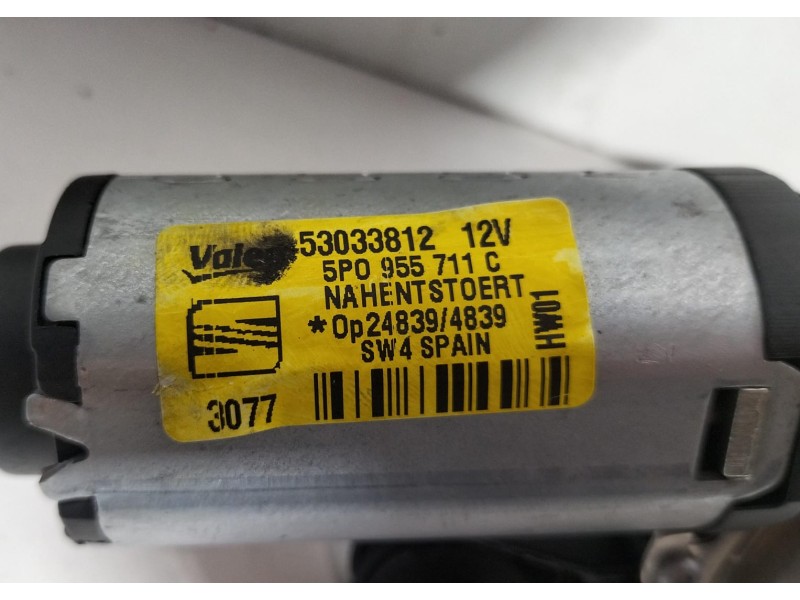 Valeo 53033812 12V
5P0 955 711 C
NAHENTSTOERT
*Op24839/4839
SW4 SPAIN
HW01
3077